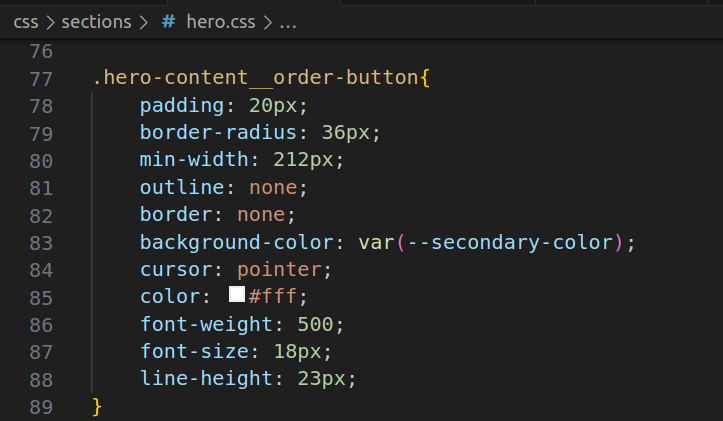 css > sections > # hero.css > ...
76
77 .hero-content__order-button{
78 padding: 20px;
79 border-radius: 36px;
80 min-width: 212px;
81 outline: none;
82 border: none;
83 background-color: var(--secondary-color);
84 cursor: pointer;
85 color: #fff;
86 font-weight: 500;
87 font-size: 18px;
88 line-height: 23px;
89 }